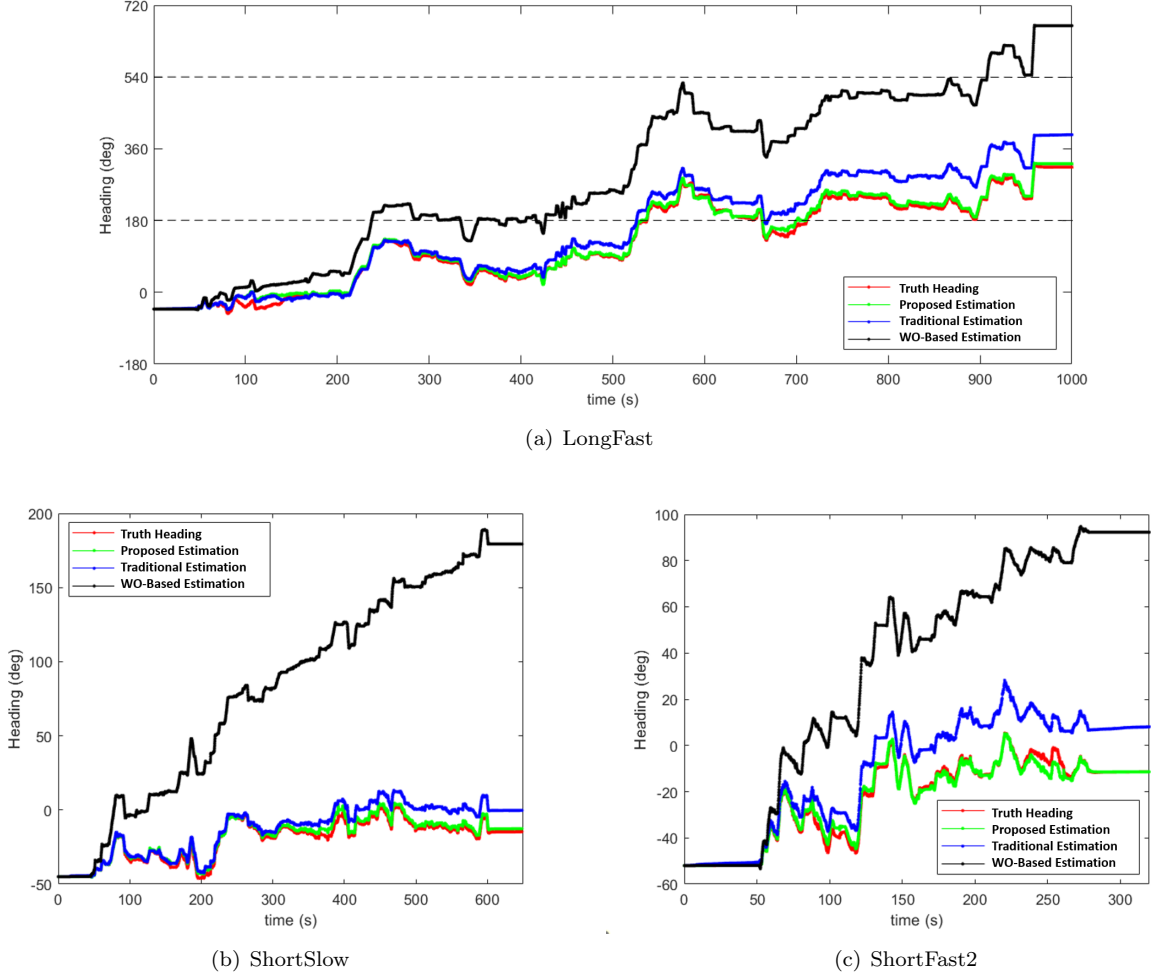 720
540
360
180
0
-180
Heading (deg)
0 100 200 300 400 500 600 700 800 900 1000
time (s)
Truth Heading
Proposed Estimation
Traditional Estimation
WO-Based Estimation
(a) LongFast
200
150
100
50
0
-50
Heading (deg)
0 100 200 300 400 500 600
time (s)
Truth Heading
Proposed Estimation
Traditional Estimation
WO-Based Estimation
(b) ShortSlow
100
80
60
40
20
0
-20
-40
-60
Heading (deg)
0 50 100 150 200 250 300
time (s)
Truth Heading
Proposed Estimation
Traditional Estimation
WO-Based Estimation
(c) ShortFast2